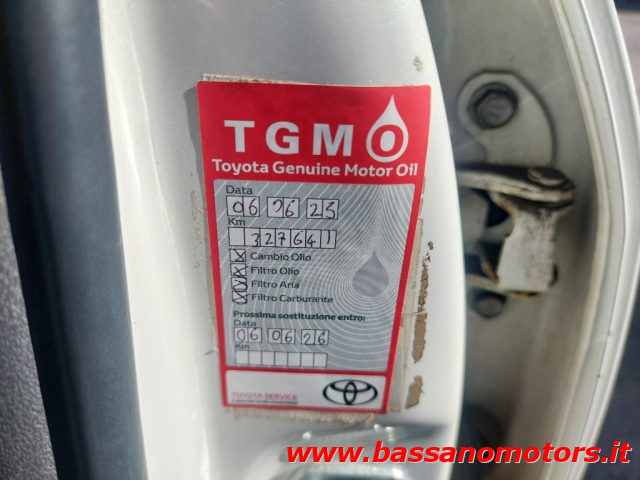 TGMO
Toyota Genuine Motor Oil
Data
06 06 25
Km
327641
Cambio Olio
Filtro Olio
Filtro Aria
Filtro Carburante
Prossima sostituzione entro:
Data
06 06 26
Km
TOYOTA SERVICE
www.bassanomotors.it